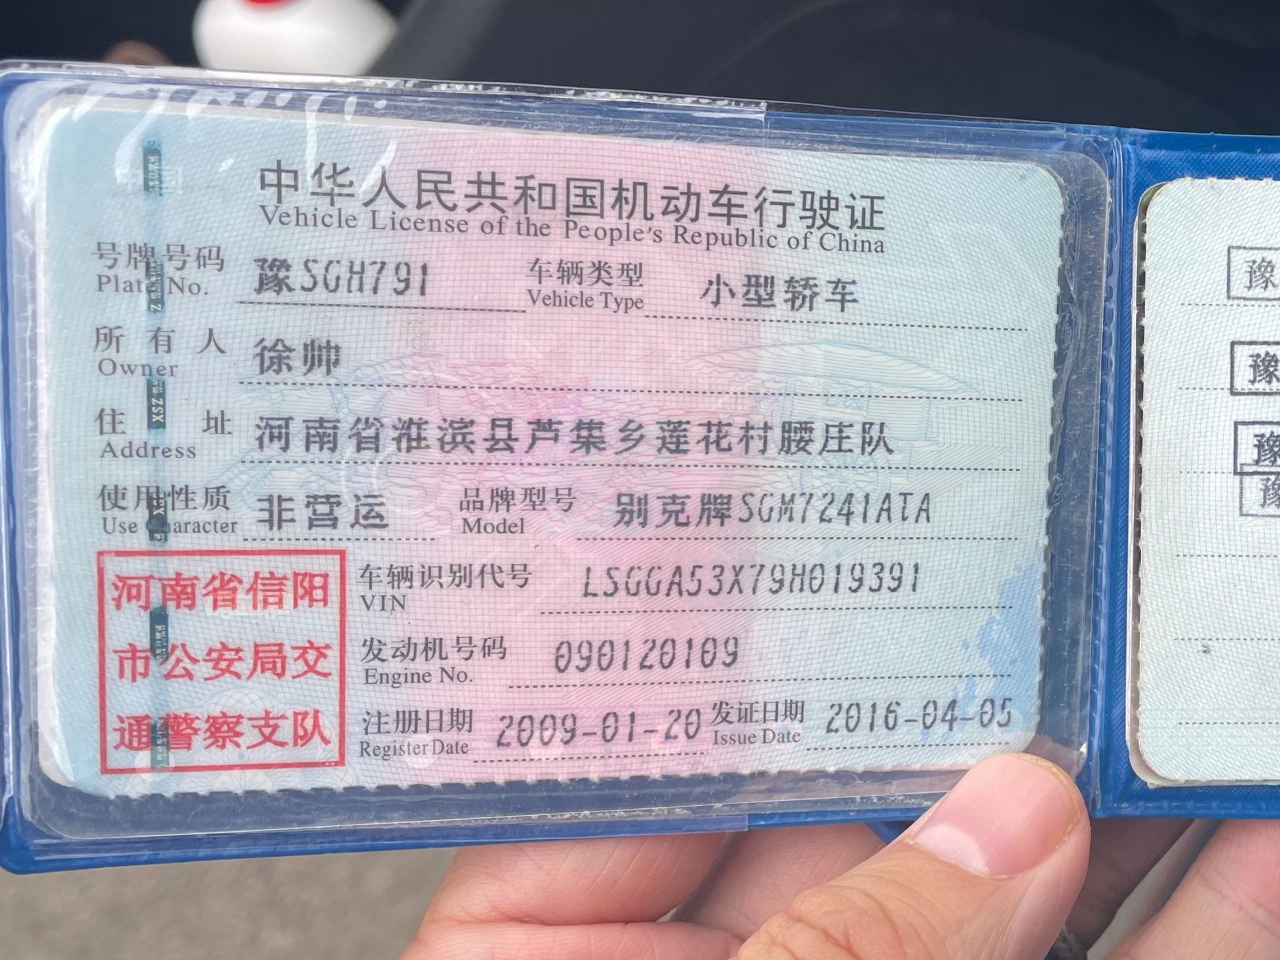 中华人民共和国机动车行驶证
Vehicle License of the People's Republic of China
号牌号码 豫SGH791 车辆类型 小型轿车
Plate No. Vehicle Type
所有人 徐帅
Owner
住址 河南省淮滨县芦集乡莲花村腰庄队
Address
使用性质 非营运 品牌型号 别克牌SGM7241ATA
Use Character Model
河南省信阳
市公安局交
通警察支队
车辆识别代号 LSGGA53X79H019391
VIN
发动机号码 090120109
Engine No.
注册日期 2009-01-20 发证日期 2016-04-05
Register Date Issue Date
豫
豫
豫
豫